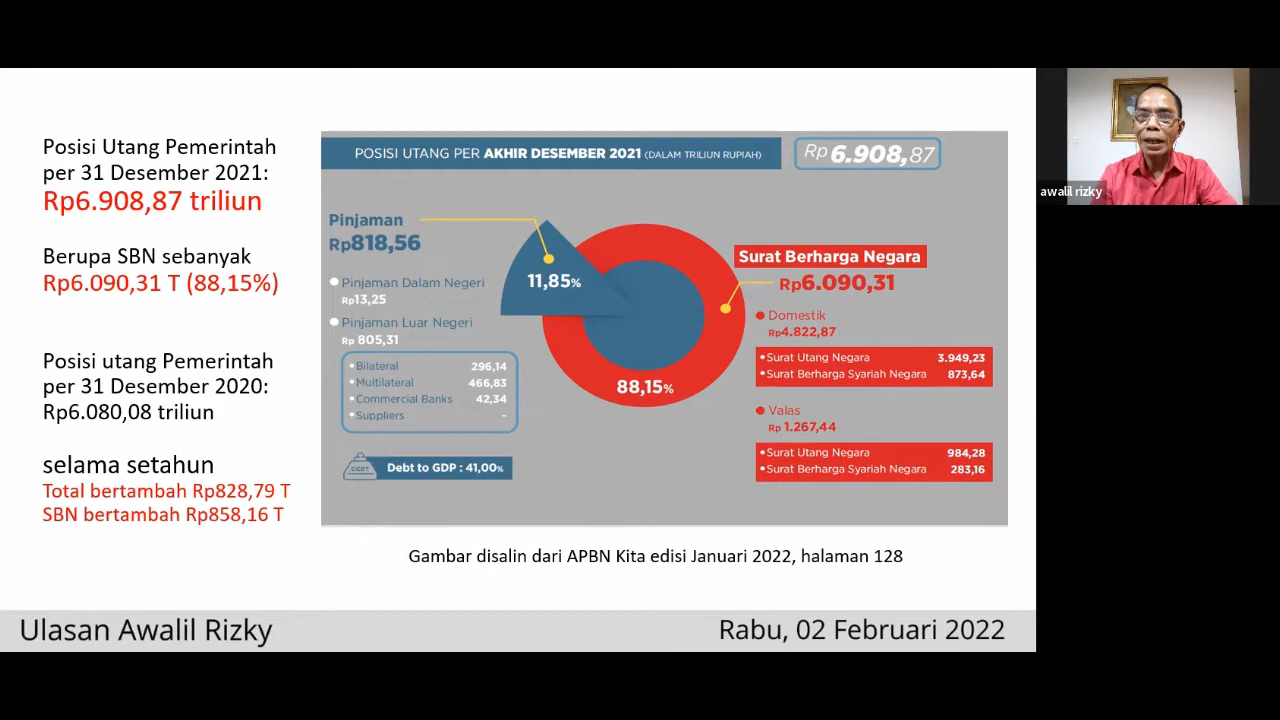 Posisi Utang Pemerintah
per 31 Desember 2021:
Rp6.908,87 triliun
Berupa SBN sebanyak
Rp6.090,31 T (88,15%)
Posisi utang Pemerintah
per 31 Desember 2020:
Rp6.080,08 triliun
selama setahun
Total bertambah Rp828,79 T
SBN bertambah Rp858,16 T
POSISI UTANG PER AKHIR DESEMBER 2021 (DALAM TRILIUN RUPIAH)
Rp 6.908,87
Pinjaman
Rp818,56
Pinjaman Dalam Negeri
Rp13,25
Pinjaman Luar Negeri
Rp 805,31
• Bilateral 296,14
• Multilateral 466,83
• Commercial Banks 42,34
• Suppliers -
DEBT
Debt to GDP : 41,00%
11,85%
88,15%
Surat Berharga Negara
Rp6.090,31
Domestik
Rp4.822,87
• Surat Utang Negara 3.949,23
• Surat Berharga Syariah Negara 873,64
Valas
Rp 1.267,44
• Surat Utang Negara 984,28
• Surat Berharga Syariah Negara 283,16
Gambar disalin dari APBN Kita edisi Januari 2022, halaman 128
Ulasan Awalil Rizky
Rabu, 02 Februari 2022
awalil rizky